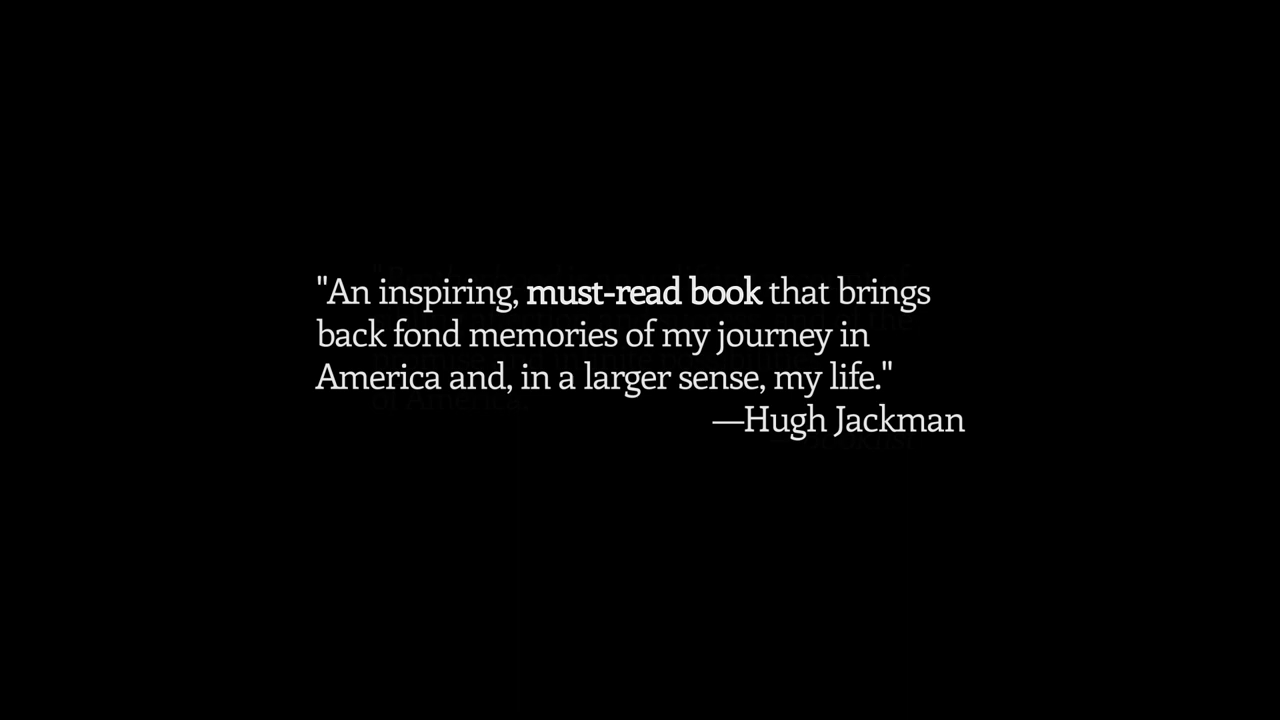 "An inspiring, must-read book that brings
back fond memories of my journey in
America and, in a larger sense, my life."
—Hugh Jackman